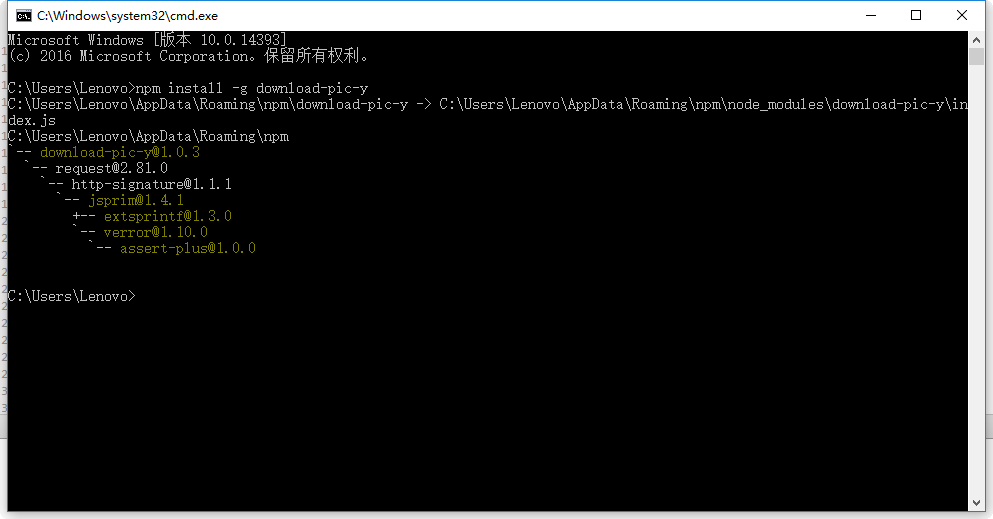 C:\Windows\system32\cmd.exe
Microsoft Windows [版本 10.0.14393]
(c) 2016 Microsoft Corporation。保留所有权利。
C:\Users\Lenovo>npm install -g download-pic-y
C:\Users\Lenovo\AppData\Roaming\npm\download-pic-y -> C:\Users\Lenovo\AppData\Roaming\npm\node_modules\download-pic-y\in
dex.js
C:\Users\Lenovo\AppData\Roaming\npm
`-- download-pic-y@1.0.3
  `-- request@2.81.0
    `-- http-signature@1.1.1
      `-- jsprim@1.4.1
        +-- extsprintf@1.3.0
        `-- verror@1.10.0
          `-- assert-plus@1.0.0
C:\Users\Lenovo>